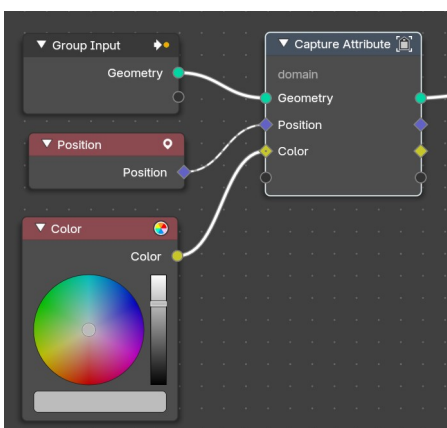 Group Input
Geometry
Position
Position
Color
Color
Capture Attribute
domain
Geometry
Position
Color